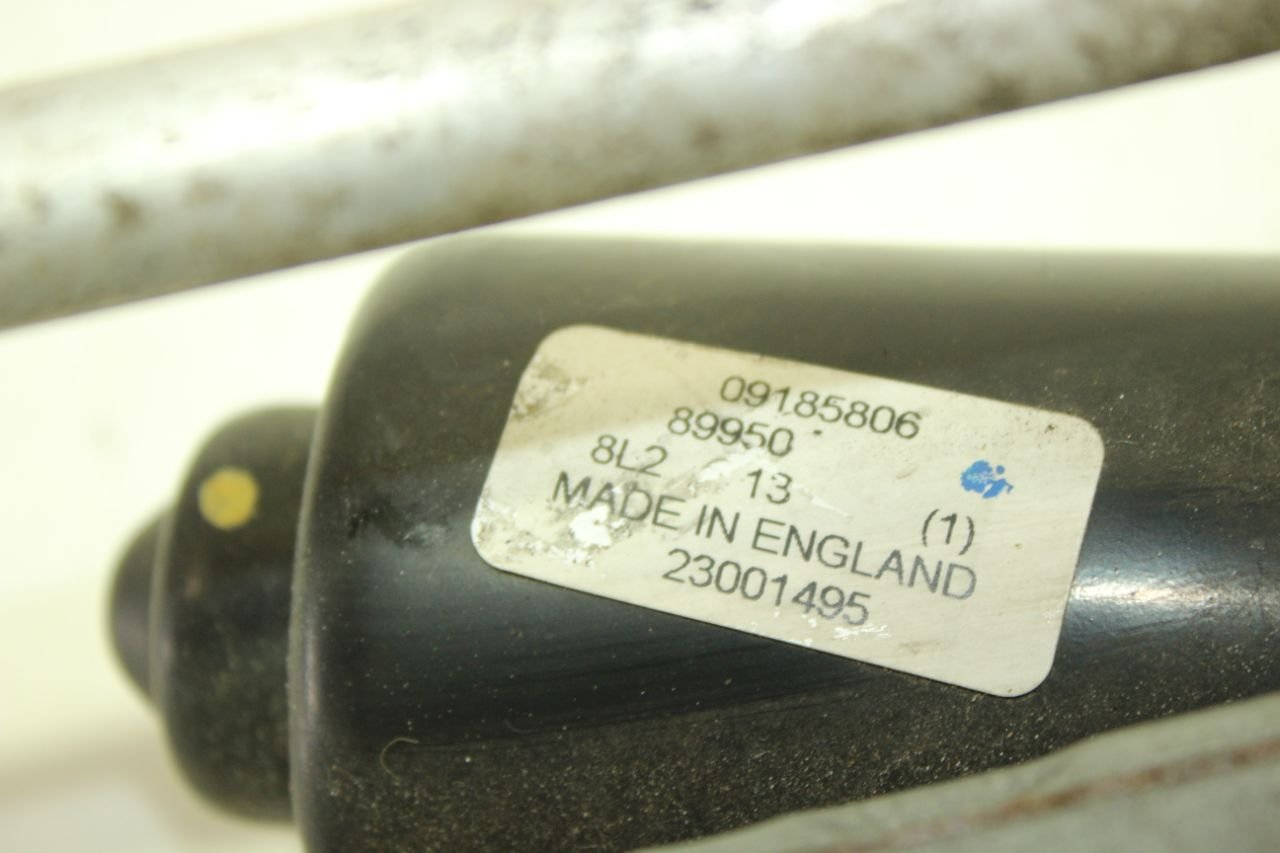 09185806
89950
8L2 13 (1)
MADE IN ENGLAND
23001495